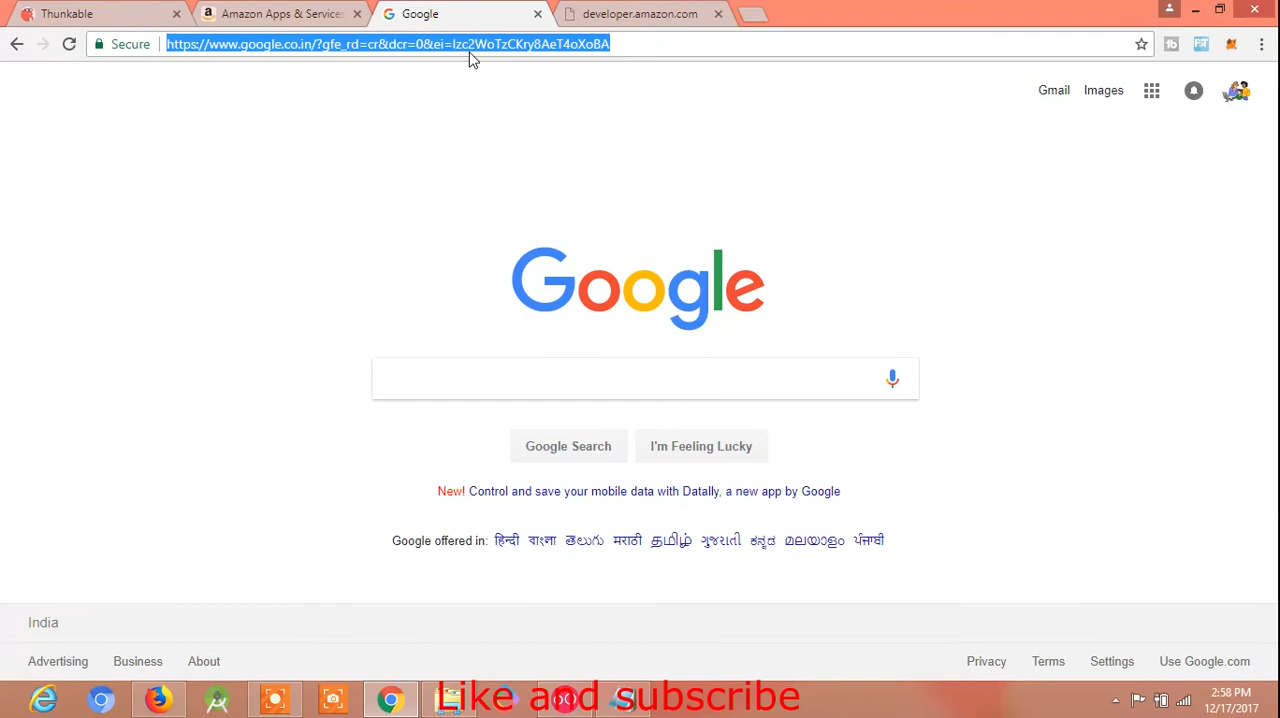 Thunkable
Amazon Apps & Services
Google
developer.amazon.com
Secure
https://www.google.co.in/?gfe_rd=cr&dcr=0&ei=Izc2WoTzCKry8AeT4oXoBA
Gmail Images
Google
Google Search I'm Feeling Lucky
New! Control and save your mobile data with Datally, a new app by Google
Google offered in: हिन्दी বাংলা తెలుగు मराठी தமிழ் ગુજરાતી ಕನ್ನಡ മലയാളം ਪੰਜਾਬੀ
India
Advertising Business About Privacy Terms Settings Use Google.com
Like and subscribe
2:58 PM
12/17/2017